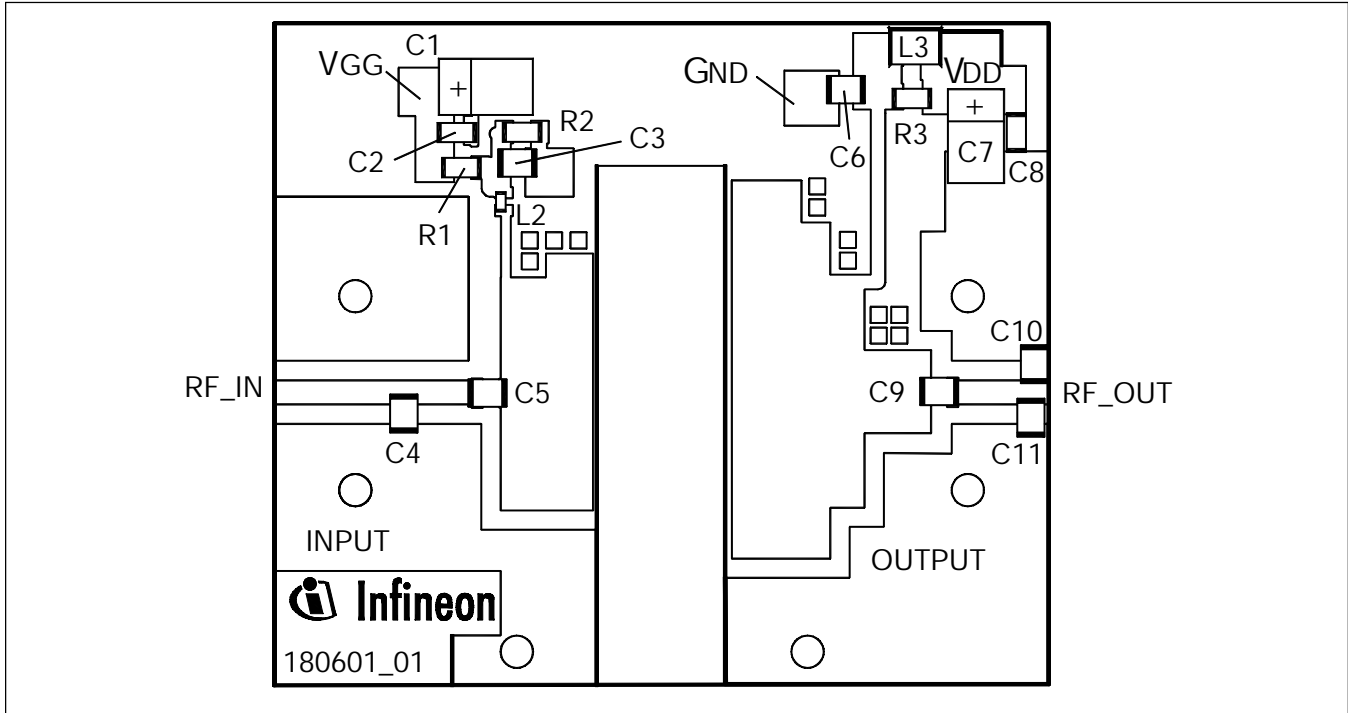 C1
VGG
+
C2
R1
R2
C3
L2
GND
C6
L3
VDD
R3
+
C7
C8
C10
RF_IN
C5
C4
C9
RF_OUT
C11
INPUT
OUTPUT
Infineon
180601_01